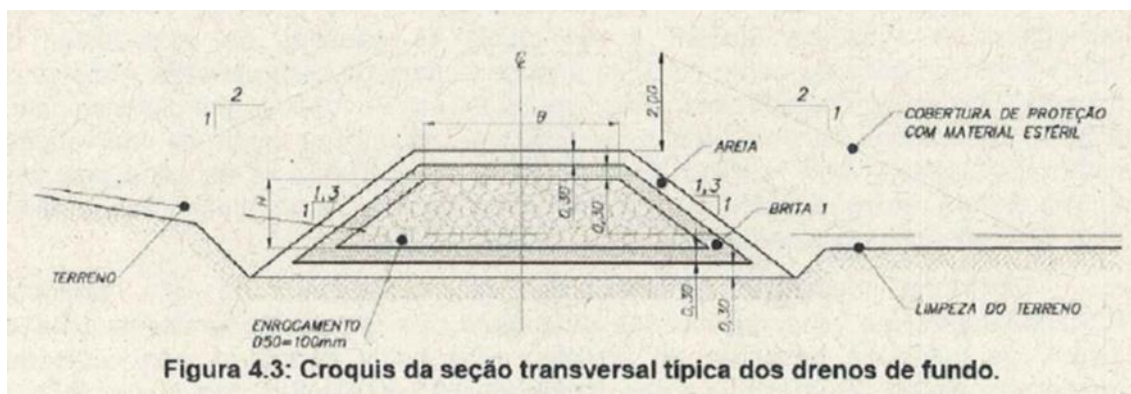 ℄
2
1
B
2,00
2
1
COBERTURA DE PROTEÇÃO
COM MATERIAL ESTÉRIL
AREIA
H
1,3
1
0,30
0,30
1,3
1
BRITA 1
TERRENO
ENROCAMENTO
D50=100mm
0,30
0,30
LIMPEZA DO TERRENO
Figura 4.3: Croquis da seção transversal típica dos drenos de fundo.